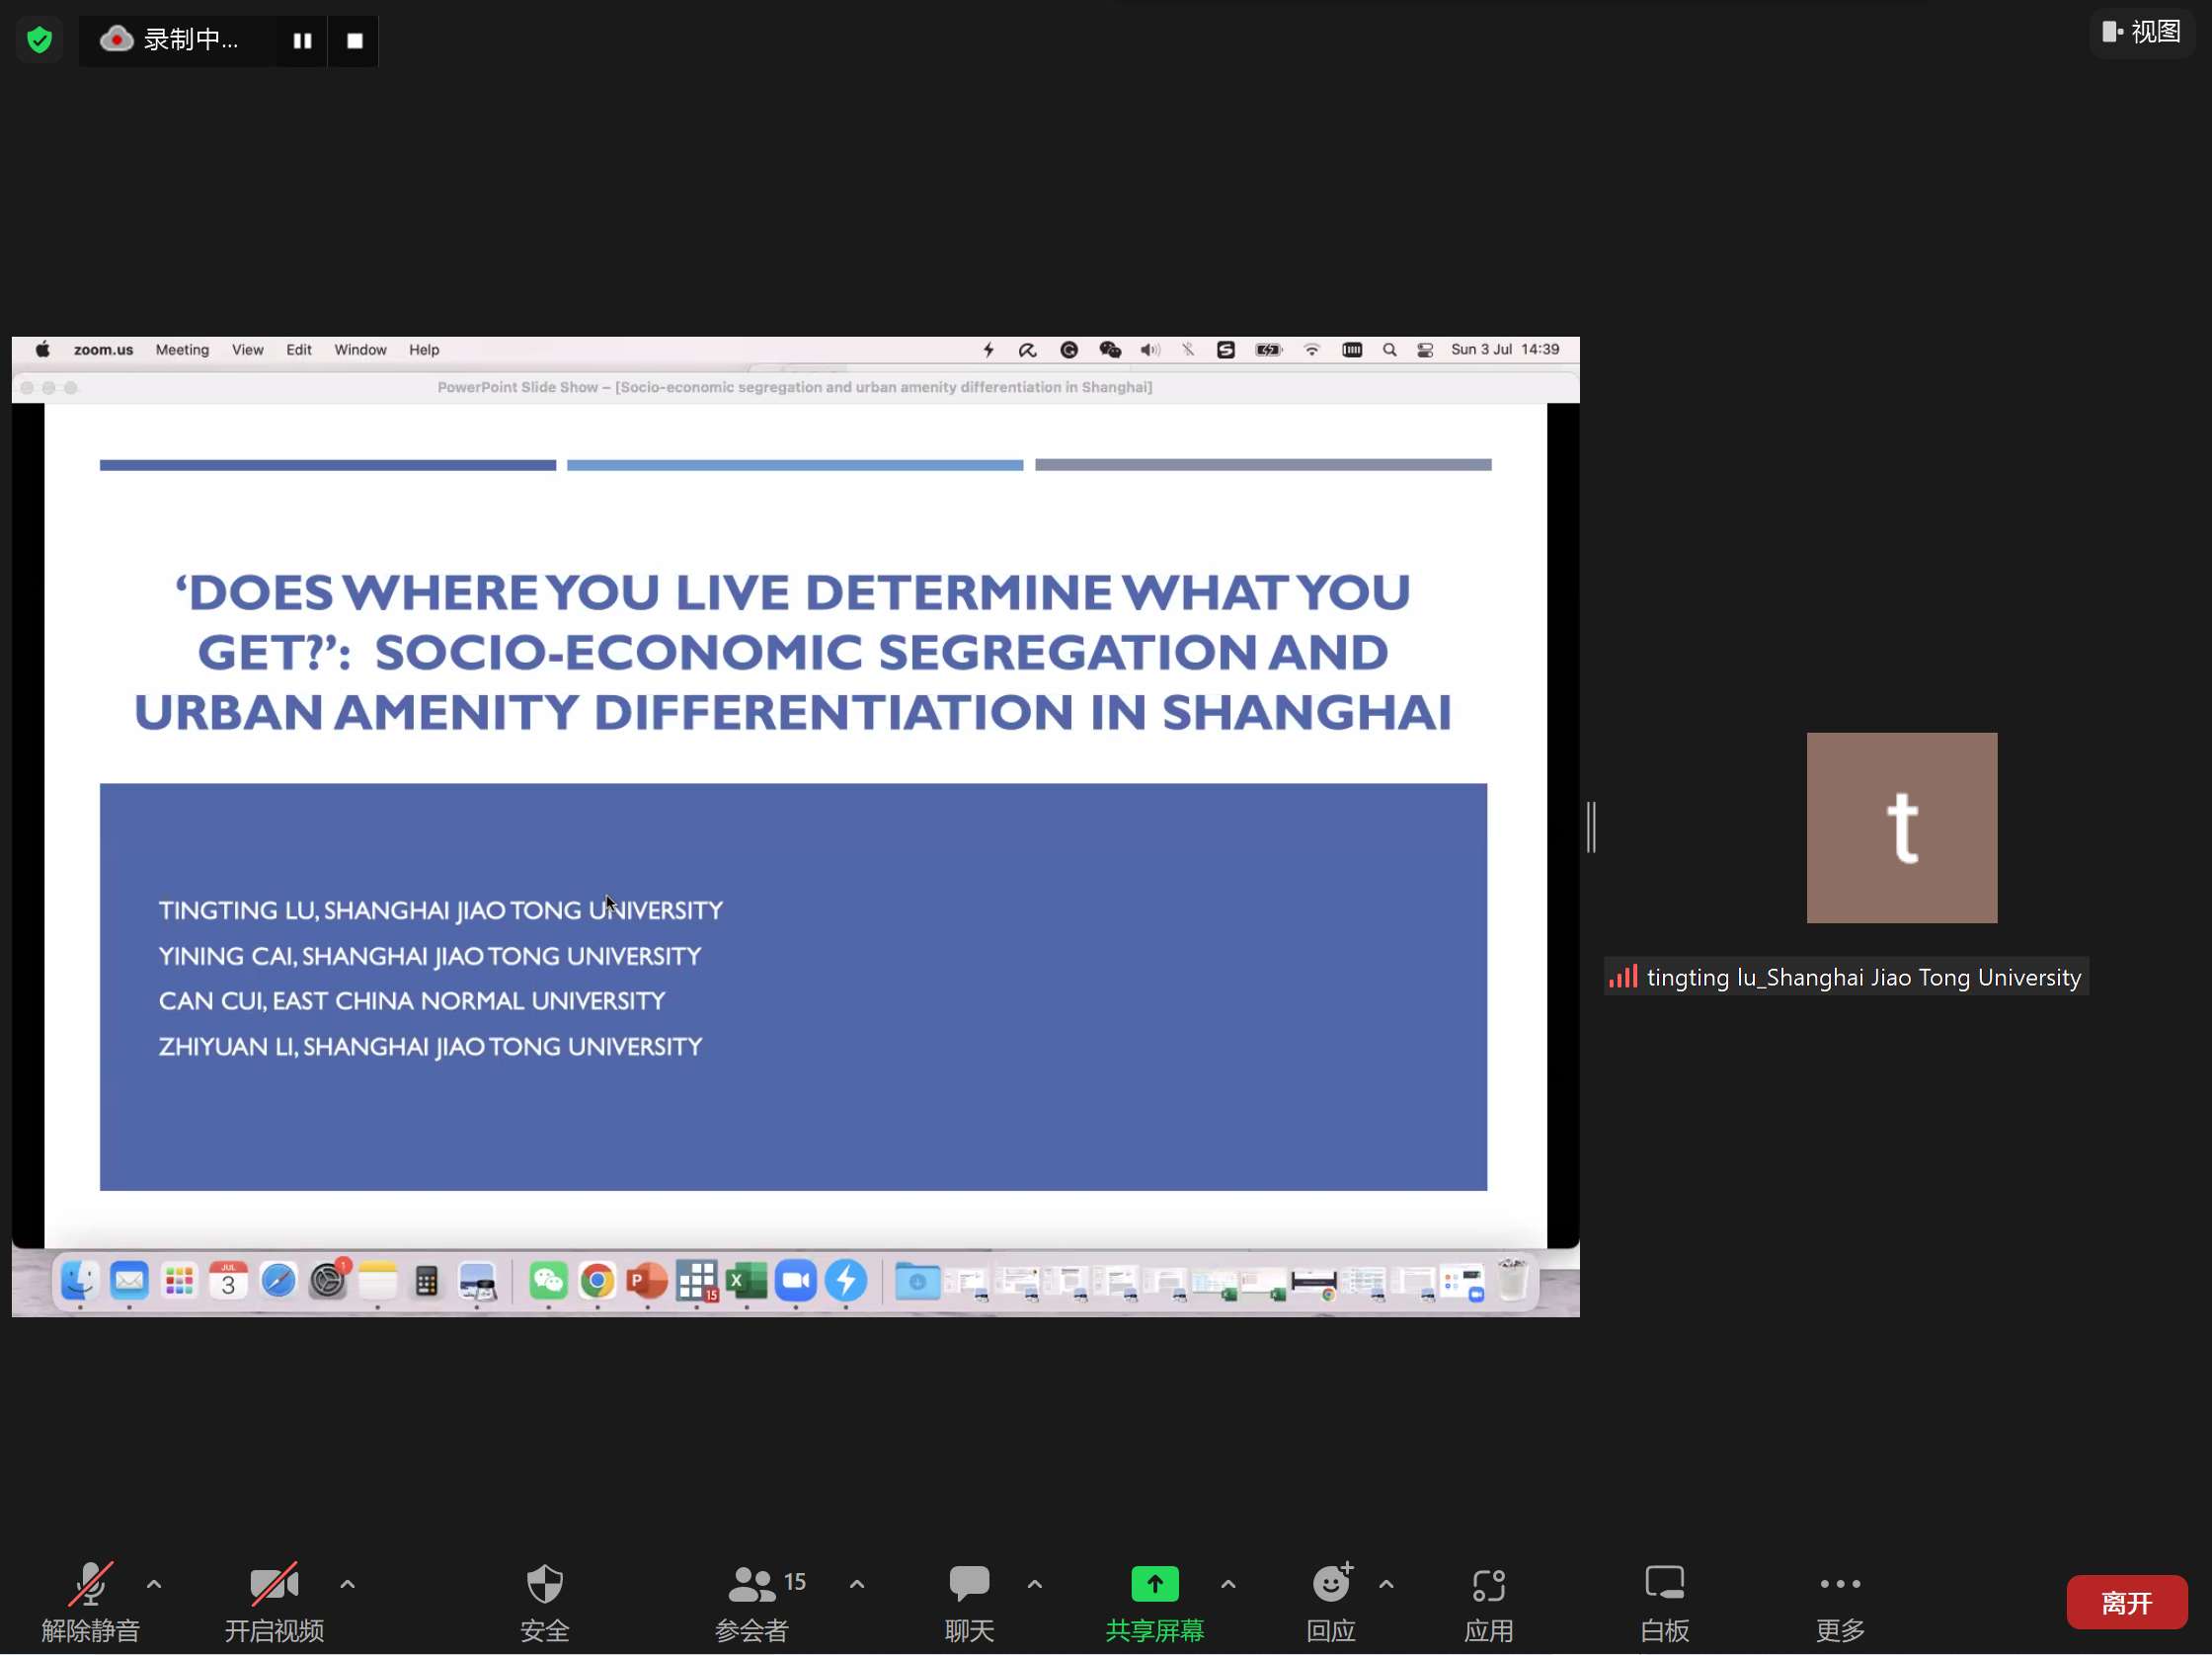 录制中...
视图
zoom.us Meeting View Edit Window Help Sun 3 Jul 14:39
PowerPoint Slide Show – [Socio-economic segregation and urban amenity differentiation in Shanghai]
‘DOES WHERE YOU LIVE DETERMINE WHAT YOU
GET?’: SOCIO-ECONOMIC SEGREGATION AND
URBAN AMENITY DIFFERENTIATION IN SHANGHAI
TINGTING LU, SHANGHAI JIAO TONG UNIVERSITY
YINING CAI, SHANGHAI JIAO TONG UNIVERSITY
CAN CUI, EAST CHINA NORMAL UNIVERSITY
ZHIYUAN LI, SHANGHAI JIAO TONG UNIVERSITY
t
tingting lu_Shanghai Jiao Tong University
JUL
3
1
P
15
X
15
解除静音 开启视频 安全 参会者 聊天 共享屏幕 回应 应用 白板 更多
离开